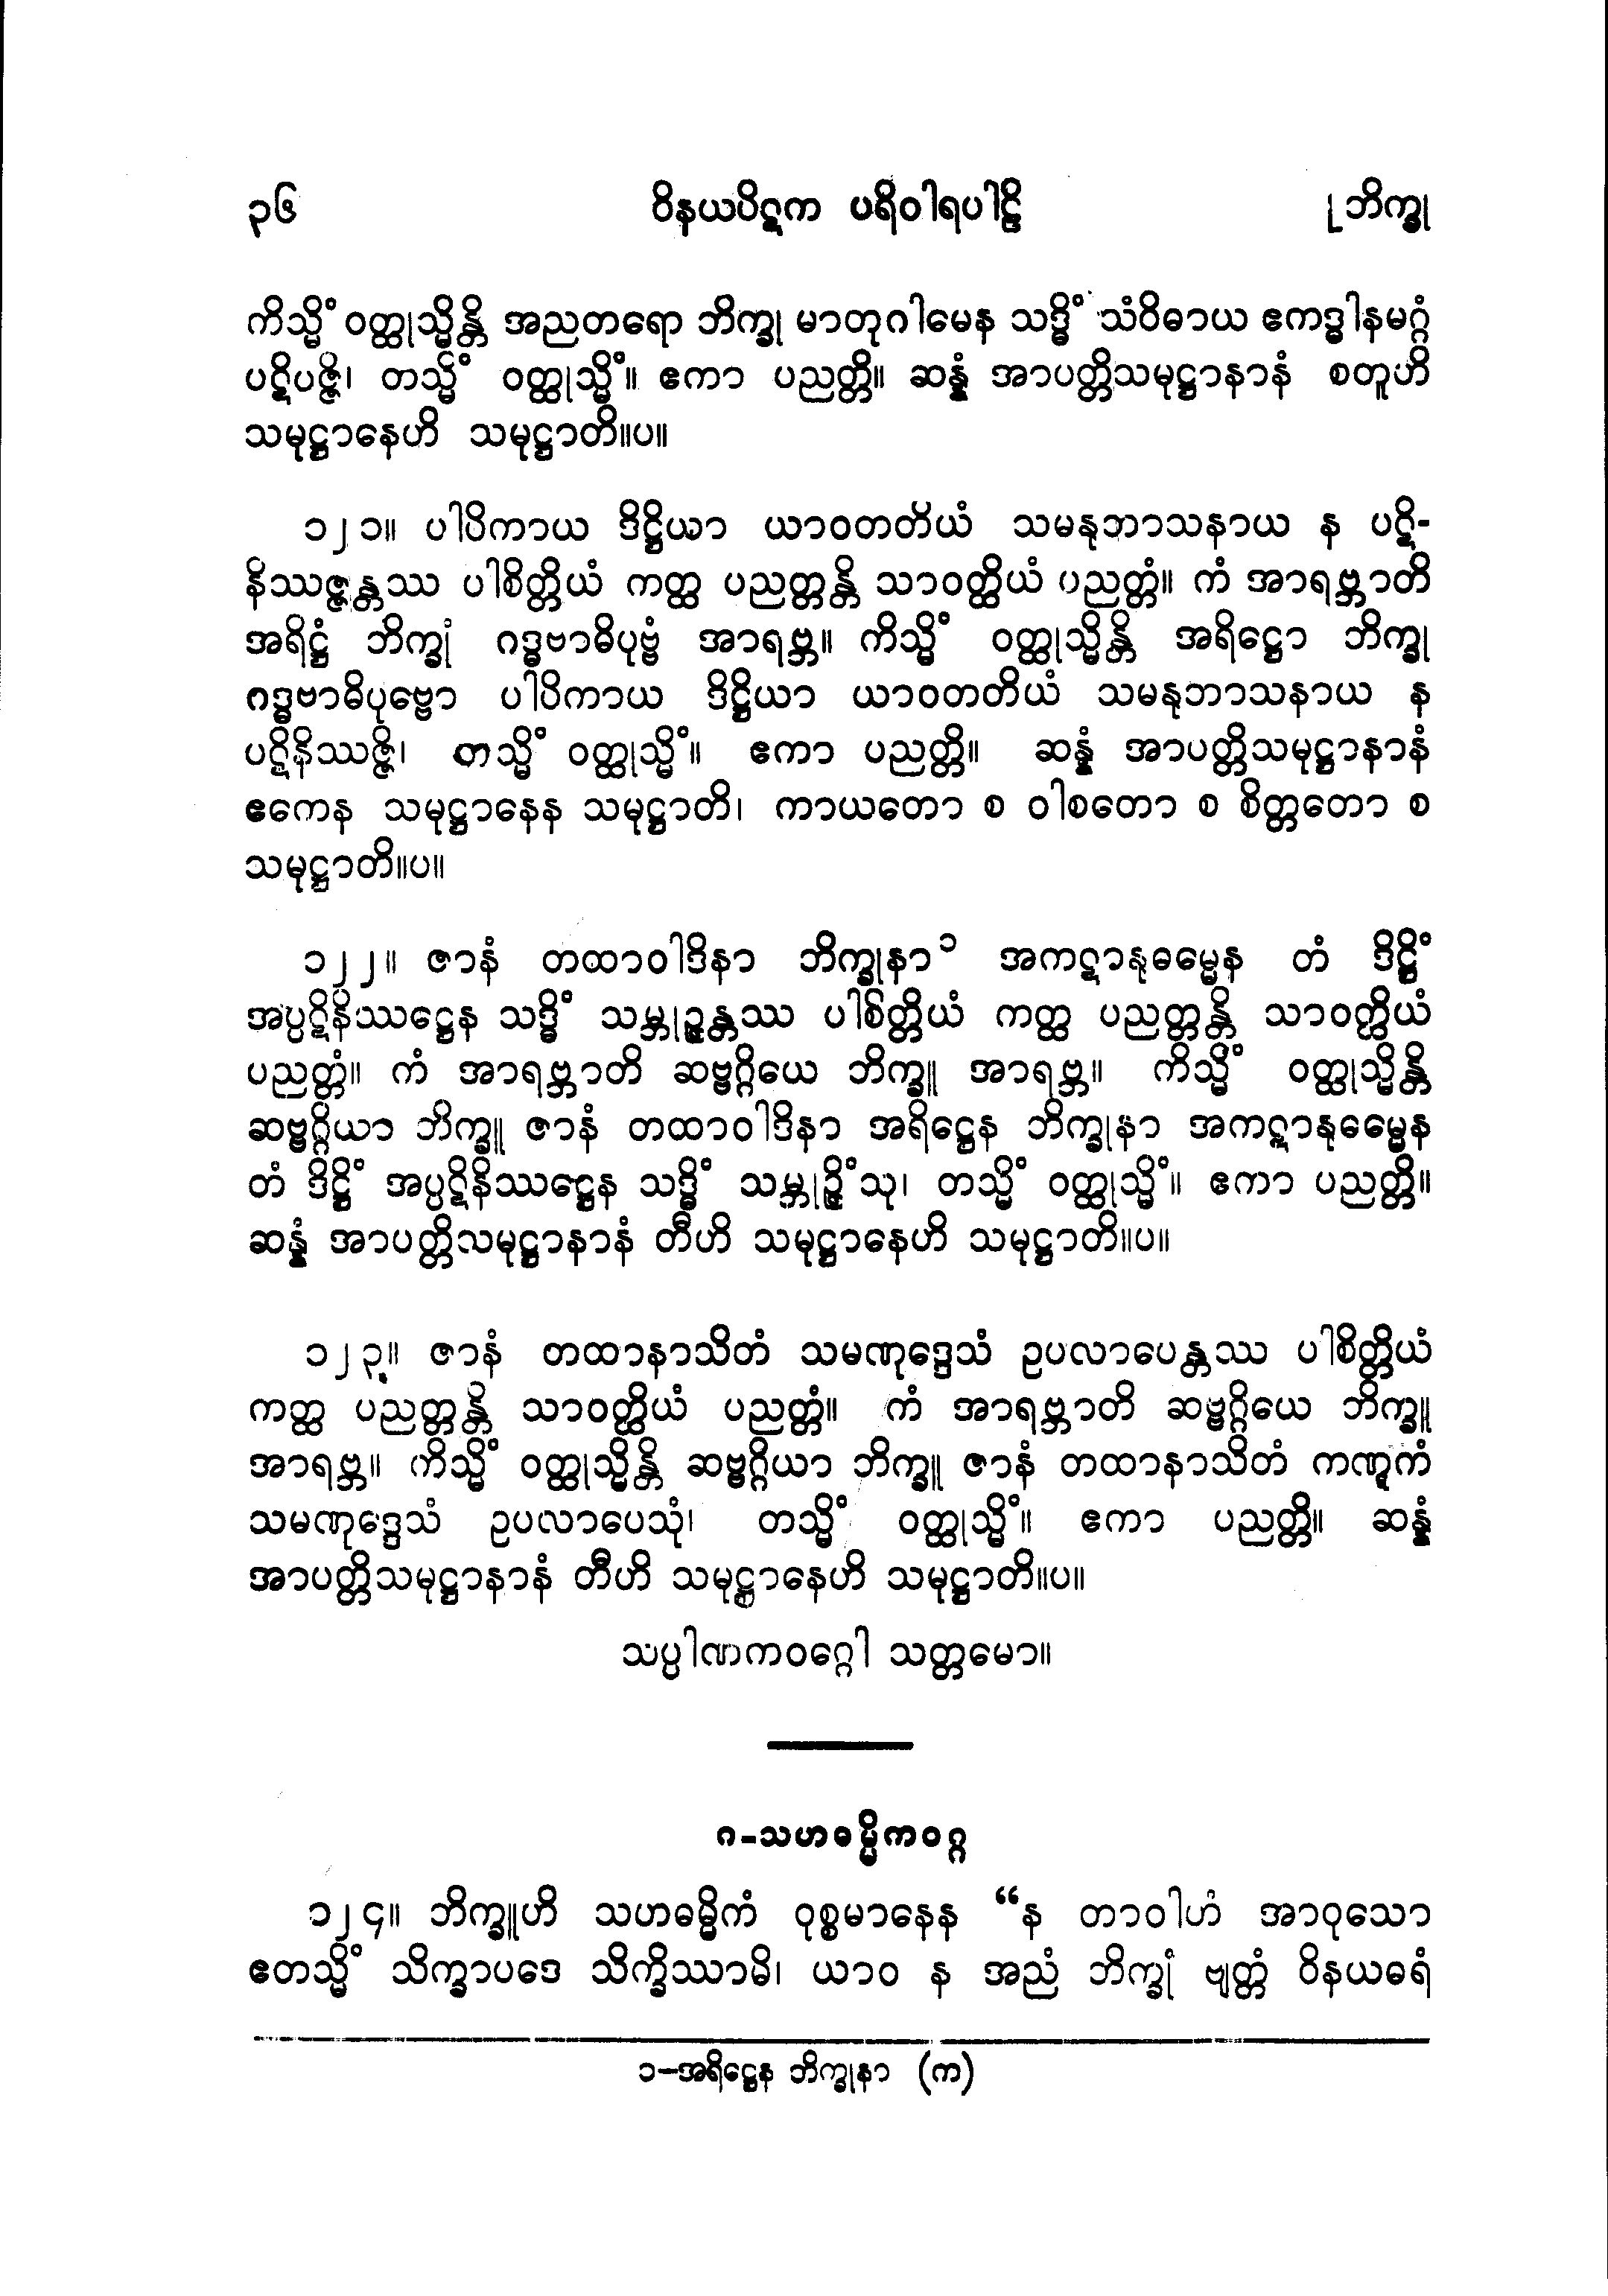 ၃၆ ဝိနယပိဋက ပရိဝါရပါဠိ [ဘိက္ခု
ကိသ္မိံ ဝတ္ထုသ္မိန္တိ အညတရော ဘိက္ခု မာတုဂါမေန သဒ္ဓိံ သံဝိဓာယ ဧကဒ္ဓါနမဂ္ဂံ
ပဋိပဇ္ဇိ၊ တသ္မိံ ဝတ္ထုသ္မိံ။ ဧကာ ပညတ္တိ။ ဆန္နံ အာပတ္တိသမုဋ္ဌာနာနံ စတူဟိ
သမုဋ္ဌာနေဟိ သမုဋ္ဌာတိ။ပ။
၁၂၁။ ပါပိကာယ ဒိဋ္ဌိယာ ယာဝတတိယံ သမနုဘာသနာယ န ပဋိ-
နိဿဇ္ဇန္တဿ ပါစိတ္တိယံ ကတ္ထ ပညတ္တန္တိ သာဝတ္ထိယံ ပညတ္တံ။ ကံ အာရဗ္ဘာတိ
အရိဋ္ဌံ ဘိက္ခုံ ဂဒ္ဓဗာဓိပုဗ္ဗံ အာရဗ္ဘ။ ကိသ္မိံ ဝတ္ထုသ္မိန္တိ အရိဋ္ဌော ဘိက္ခု
ဂဒ္ဓဗာဓိပုဗ္ဗော ပါပိကာယ ဒိဋ္ဌိယာ ယာဝတတိယံ သမနုဘာသနာယ န
ပဋိနိဿဇ္ဇိ၊ တသ္မိံ ဝတ္ထုသ္မိံ။ ဧကာ ပညတ္တိ။ ဆန္နံ အာပတ္တိသမုဋ္ဌာနာနံ
ဧကေန သမုဋ္ဌာနေန သမုဋ္ဌာတိ၊ ကာယတော စ ဝါစတော စ စိတ္တတော စ
သမုဋ္ဌာတိ။ပ။
၁၂၂။ ဇာနံ တထာဝါဒိနာ ဘိက္ခုနာ၁ အကဋာနုဓမ္မေန တံ ဒိဋ္ဌိံ
အပ္ပဋိနိဿဋ္ဌေန သဒ္ဓိံ သမ္ဘုဉ္ဇန္တဿ ပါစိတ္တိယံ ကတ္ထ ပညတ္တန္တိ သာဝတ္ထိယံ
ပညတ္တံ။ ကံ အာရဗ္ဘာတိ ဆဗ္ဗဂ္ဂိယေ ဘိက္ခူ အာရဗ္ဘ။ ကိသ္မိံ ဝတ္ထုသ္မိန္တိ
ဆဗ္ဗဂ္ဂိယာ ဘိက္ခူ ဇာနံ တထာဝါဒိနာ အရိဋ္ဌေန ဘိက္ခုနာ အကဋာနုဓမ္မေန
တံ ဒိဋ္ဌိံ အပ္ပဋိနိဿဋ္ဌေန သဒ္ဓိံ သမ္ဘုဉ္ဇိံသု၊ တသ္မိံ ဝတ္ထုသ္မိံ။ ဧကာ ပညတ္တိ။
ဆန္နံ အာပတ္တိသမုဋ္ဌာနာနံ တီဟိ သမုဋ္ဌာနေဟိ သမုဋ္ဌာတိ။ပ။
၁၂၃။ ဇာနံ တထာနာသိတံ သမဏုဒ္ဒေသံ ဥပလာပေန္တဿ ပါစိတ္တိယံ
ကတ္ထ ပညတ္တန္တိ သာဝတ္ထိယံ ပညတ္တံ။ ကံ အာရဗ္ဘာတိ ဆဗ္ဗဂ္ဂိယေ ဘိက္ခူ
အာရဗ္ဘ။ ကိသ္မိံ ဝတ္ထုသ္မိန္တိ ဆဗ္ဗဂ္ဂိယာ ဘိက္ခူ ဇာနံ တထာနာသိတံ ကဏ္ဋကံ
သမဏုဒ္ဒေသံ ဥပလာပေသုံ၊ တသ္မိံ ဝတ္ထုသ္မိံ။ ဧကာ ပညတ္တိ။ ဆန္နံ
အာပတ္တိသမုဋ္ဌာနာနံ တီဟိ သမုဋ္ဌာနေဟိ သမုဋ္ဌာတိ။ပ။
သပ္ပါဏကဝဂ္ဂေါ သတ္တမော။
ဂ-သဟဓမ္မိကဝဂ္ဂ
၁၂၄။ ဘိက္ခူဟိ သဟဓမ္မိကံ ဝုစ္စမာနေန “န တာဝါဟံ အာဝုသော
ဧတသ္မိံ သိက္ခာပဒေ သိက္ခိဿာမိ၊ ယာဝ န အညံ ဘိက္ခုံ ဗျတ္တံ ဝိနယဓရံ
၁-အရိဋ္ဌေန ဘိက္ခုနာ (က)